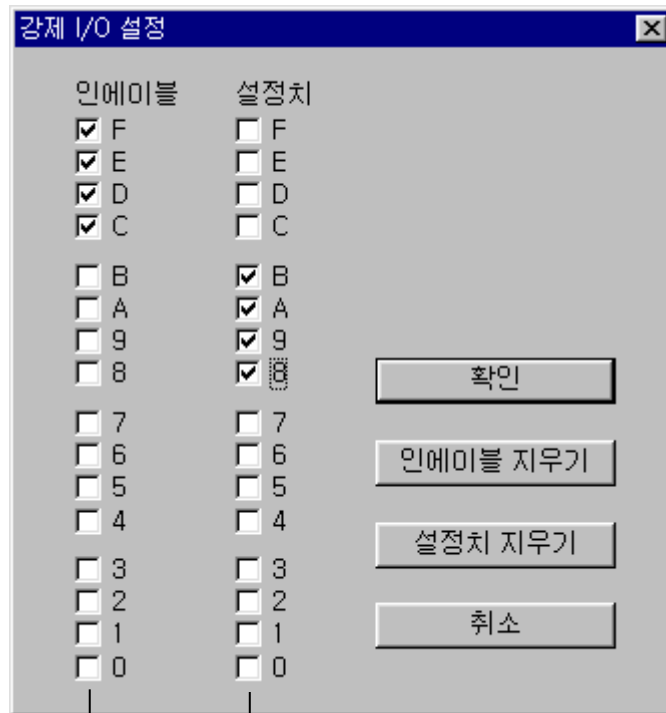 강제 I/O 설정
인에이블 설정치
F F
E E
D D
C C
B B
A A
9 9
8 8
확인
7 7
6 6
인에이블 지우기
5 5
4 4
설정치 지우기
3 3
2 2
취소
1 1
0 0